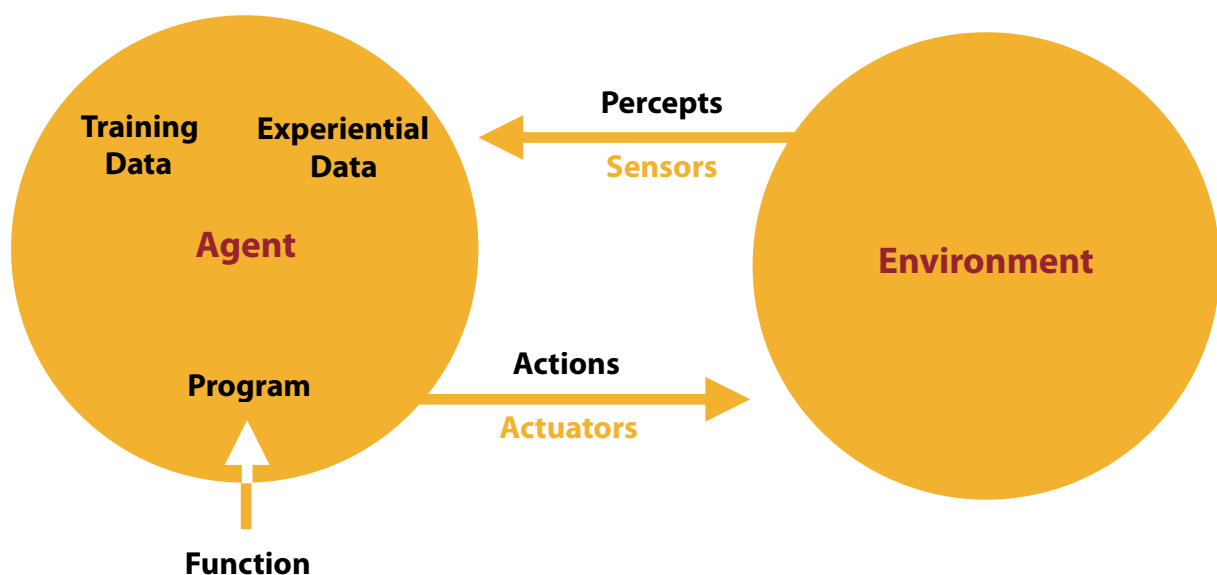 Training
Data
Experiential
Data
Agent
Program
Function
Percepts
Sensors
Actions
Actuators
Environment